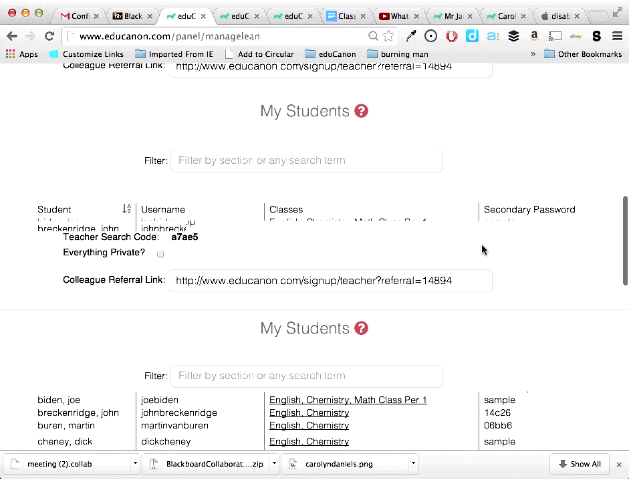 Confi
Black
eduC
eduC
eduC
Class
What
Mr Ja
Carol
disab
www.educanon.com/panel/managelean
Apps
Customize Links
Imported From IE
Add to Circular
eduCanon
burning man
»
Other Bookmarks
Colleague Referral Link: http://www.educanon.com/signup/teacher?referral=14894
My Students ?
Filter: Filter by section or any search term
Student Username Classes Secondary Password
breckenridge, john johnbrecke
Teacher Search Code: a7ae5
Everything Private?
Colleague Referral Link: http://www.educanon.com/signup/teacher?referral=14894
My Students ?
Filter: Filter by section or any search term
biden, joe joebiden English, Chemistry, Math Class Per 1 sample
breckenridge, john johnbreckenridge English, Chemistry 14c26
buren, martin martinvanburen English, Chemistry 06bb6
cheney, dick dickcheney English, Chemistry sample
meeting (2).collab
BlackboardCollaborat....zip
carolyndaniels.png
Show All